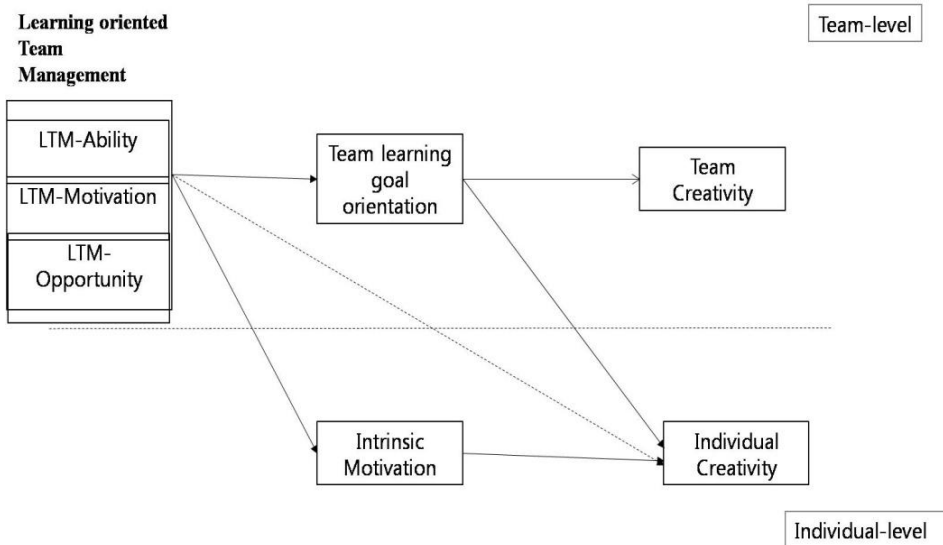 Learning oriented
Team
Management
Team-level
LTM-Ability
LTM-Motivation
LTM-
Opportunity
Team learning
goal
orientation
Team
Creativity
Intrinsic
Motivation
Individual
Creativity
Individual-level